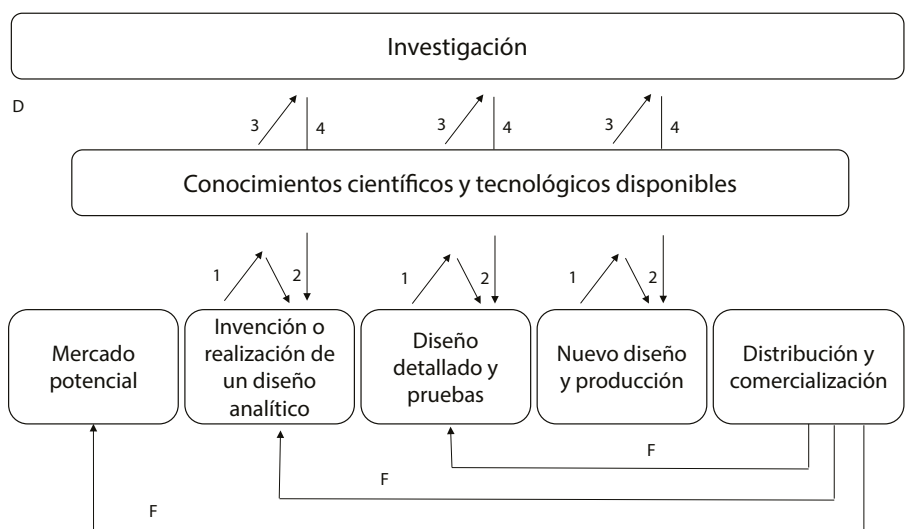 Investigación
D
3
4
3
4
3
4
Conocimientos científicos y tecnológicos disponibles
1
2
1
2
1
2
Mercado
potencial
Invención o
realización de
un diseño
analítico
Diseño
detallado y
pruebas
Nuevo diseño
y producción
Distribución y
comercialización
F
F
F